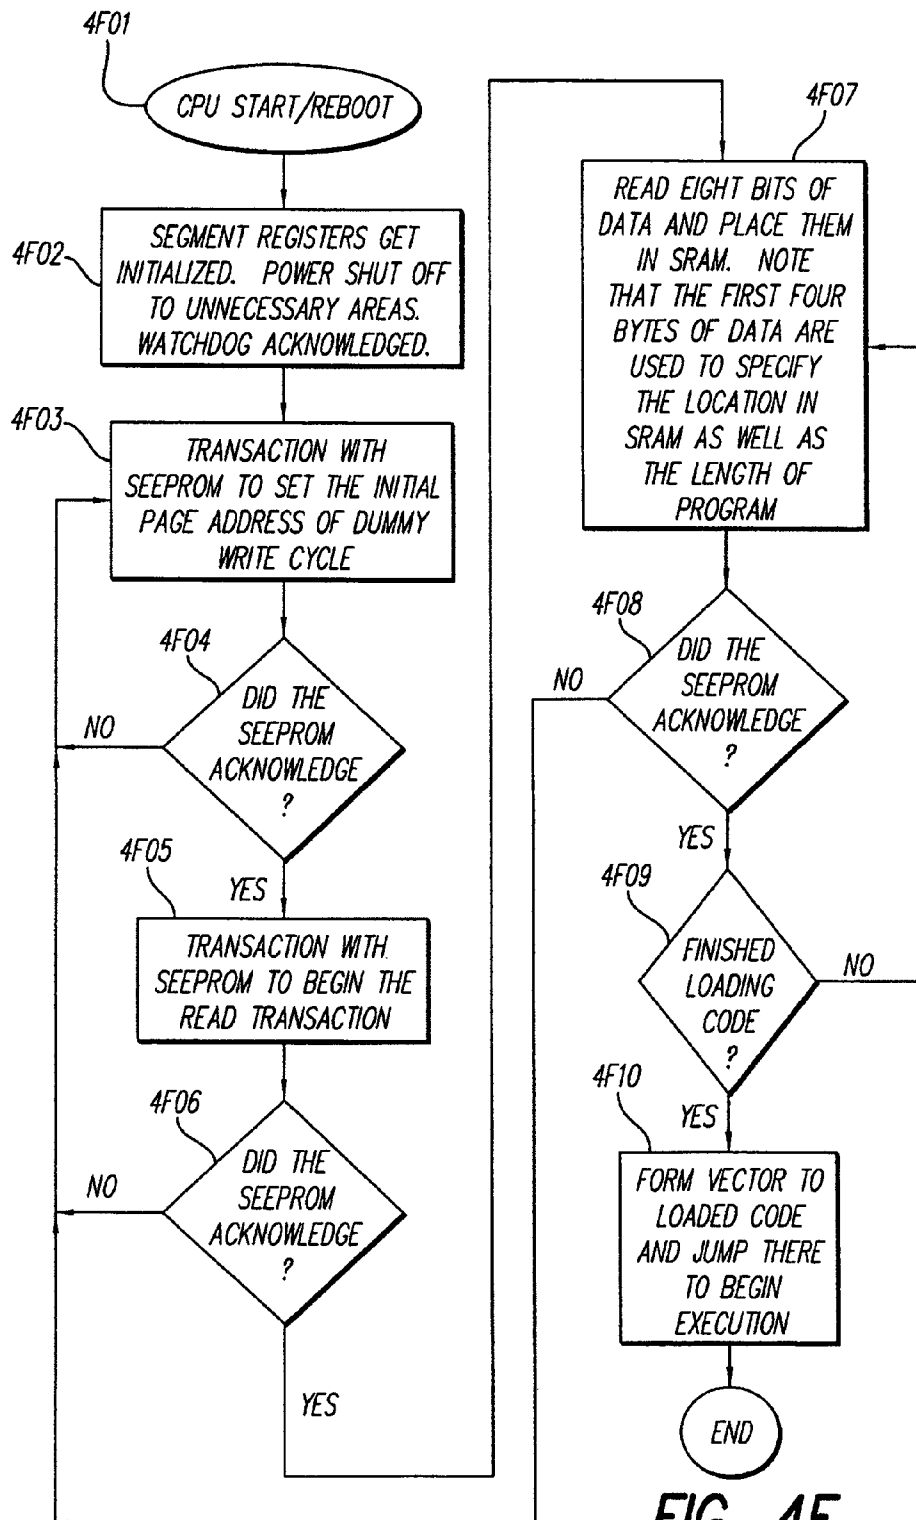 4F01
CPU START/REBOOT
4F02
SEGMENT REGISTERS GET
INITIALIZED. POWER SHUT OFF
TO UNNECESSARY AREAS.
WATCHDOG ACKNOWLEDGED.
4F03
TRANSACTION WITH
SEEPROM TO SET THE INITIAL
PAGE ADDRESS OF DUMMY
WRITE CYCLE
4F04
DID THE
SEEPROM
ACKNOWLEDGE
?
NO
YES
4F05
TRANSACTION WITH
SEEPROM TO BEGIN THE
READ TRANSACTION
4F06
DID THE
SEEPROM
ACKNOWLEDGE
?
NO
YES
4F07
READ EIGHT BITS OF
DATA AND PLACE THEM
IN SRAM. NOTE
THAT THE FIRST FOUR
BYTES OF DATA ARE
USED TO SPECIFY
THE LOCATION IN
SRAM AS WELL AS
THE LENGTH OF
PROGRAM
4F08
DID THE
SEEPROM
ACKNOWLEDGE
?
NO
YES
4F09
FINISHED
LOADING
CODE
?
NO
YES
4F10
FORM VECTOR TO
LOADED CODE
AND JUMP THERE
TO BEGIN
EXECUTION
END
FIG. 4F